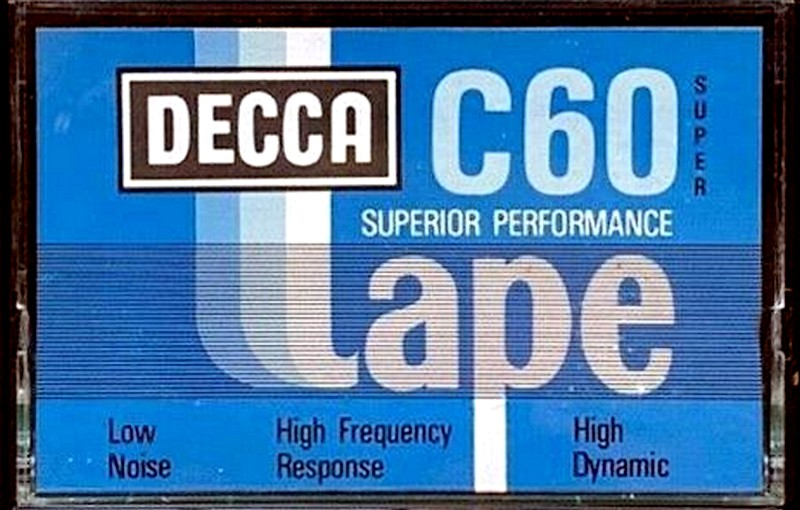 DECCA
C60
SUPER
SUPERIOR PERFORMANCE
tape
Low
Noise
High Frequency
Response
High
Dynamic